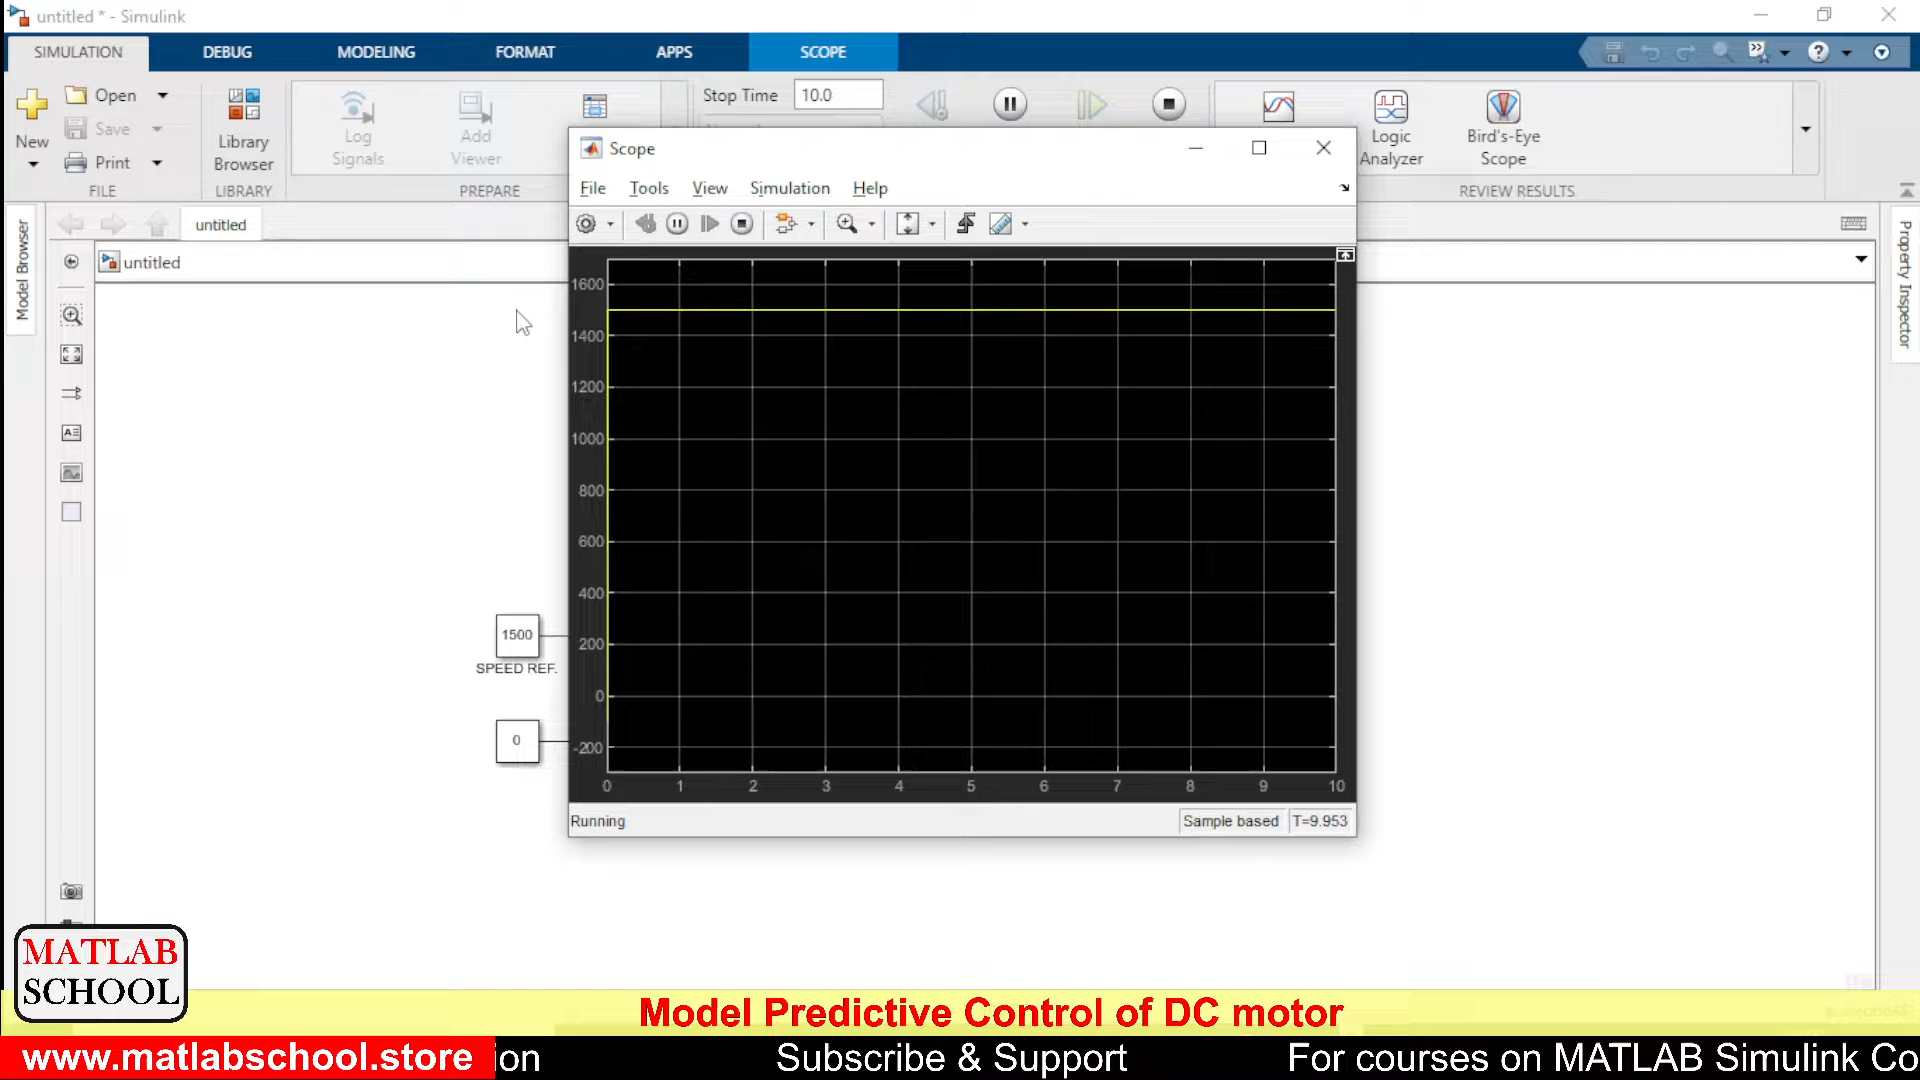 untitled * - Simulink
SIMULATION DEBUG MODELING FORMAT APPS SCOPE
New
Open
Save
Print
FILE
Library
Browser
LIBRARY
Log
Signals
Add
Viewer
PREPARE
Stop Time 10.0
Logic
Analyzer
Bird's-Eye
Scope
REVIEW RESULTS
Model Browser
untitled
untitled
Property Inspector
Scope
File Tools View Simulation Help
1600
1400
1200
1000
800
600
400
200
0
-200
0 1 2 3 4 5 6 7 8 9 10
Running Sample based T=9.953
1500
SPEED REF.
0
MATLAB
SCHOOL
Model Predictive Control of DC motor
www.matlabschool.store ion Subscribe & Support For courses on MATLAB Simulink Co